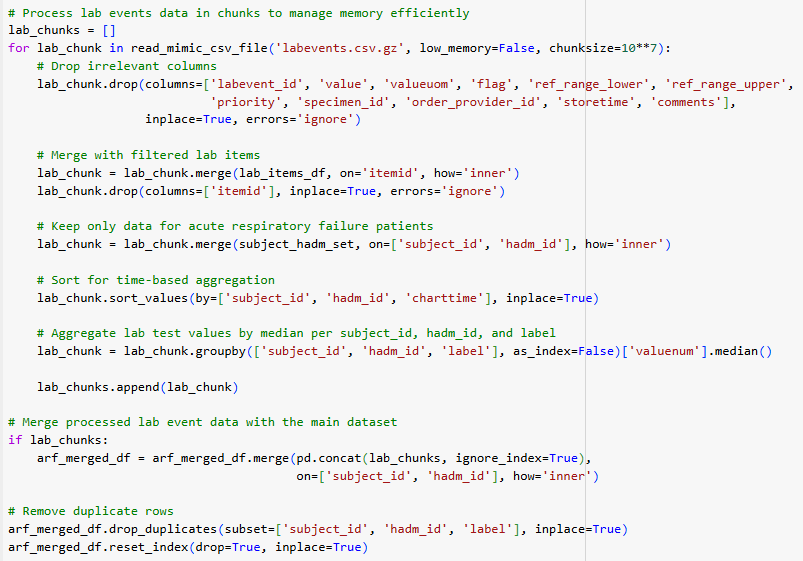 # Process lab events data in chunks to manage memory efficiently
lab_chunks = []
for lab_chunk in read_mimic_csv_file('labevents.csv.gz', low_memory=False, chunksize=10**7):
    # Drop irrelevant columns
    lab_chunk.drop(columns=['labevent_id', 'value', 'valueuom', 'flag', 'ref_range_lower', 'ref_range_upper',
                            'priority', 'specimen_id', 'order_provider_id', 'storetime', 'comments'],
                   inplace=True, errors='ignore')

    # Merge with filtered lab items
    lab_chunk = lab_chunk.merge(lab_items_df, on='itemid', how='inner')
    lab_chunk.drop(columns=['itemid'], inplace=True, errors='ignore')

    # Keep only data for acute respiratory failure patients
    lab_chunk = lab_chunk.merge(subject_hadm_set, on=['subject_id', 'hadm_id'], how='inner')

    # Sort for time-based aggregation
    lab_chunk.sort_values(by=['subject_id', 'hadm_id', 'charttime'], inplace=True)

    # Aggregate lab test values by median per subject_id, hadm_id, and label
    lab_chunk = lab_chunk.groupby(['subject_id', 'hadm_id', 'label'], as_index=False)['valuenum'].median()

    lab_chunks.append(lab_chunk)

# Merge processed lab event data with the main dataset
if lab_chunks:
    arf_merged_df = arf_merged_df.merge(pd.concat(lab_chunks, ignore_index=True),
                                        on=['subject_id', 'hadm_id'], how='inner')

# Remove duplicate rows
arf_merged_df.drop_duplicates(subset=['subject_id', 'hadm_id', 'label'], inplace=True)
arf_merged_df.reset_index(drop=True, inplace=True)